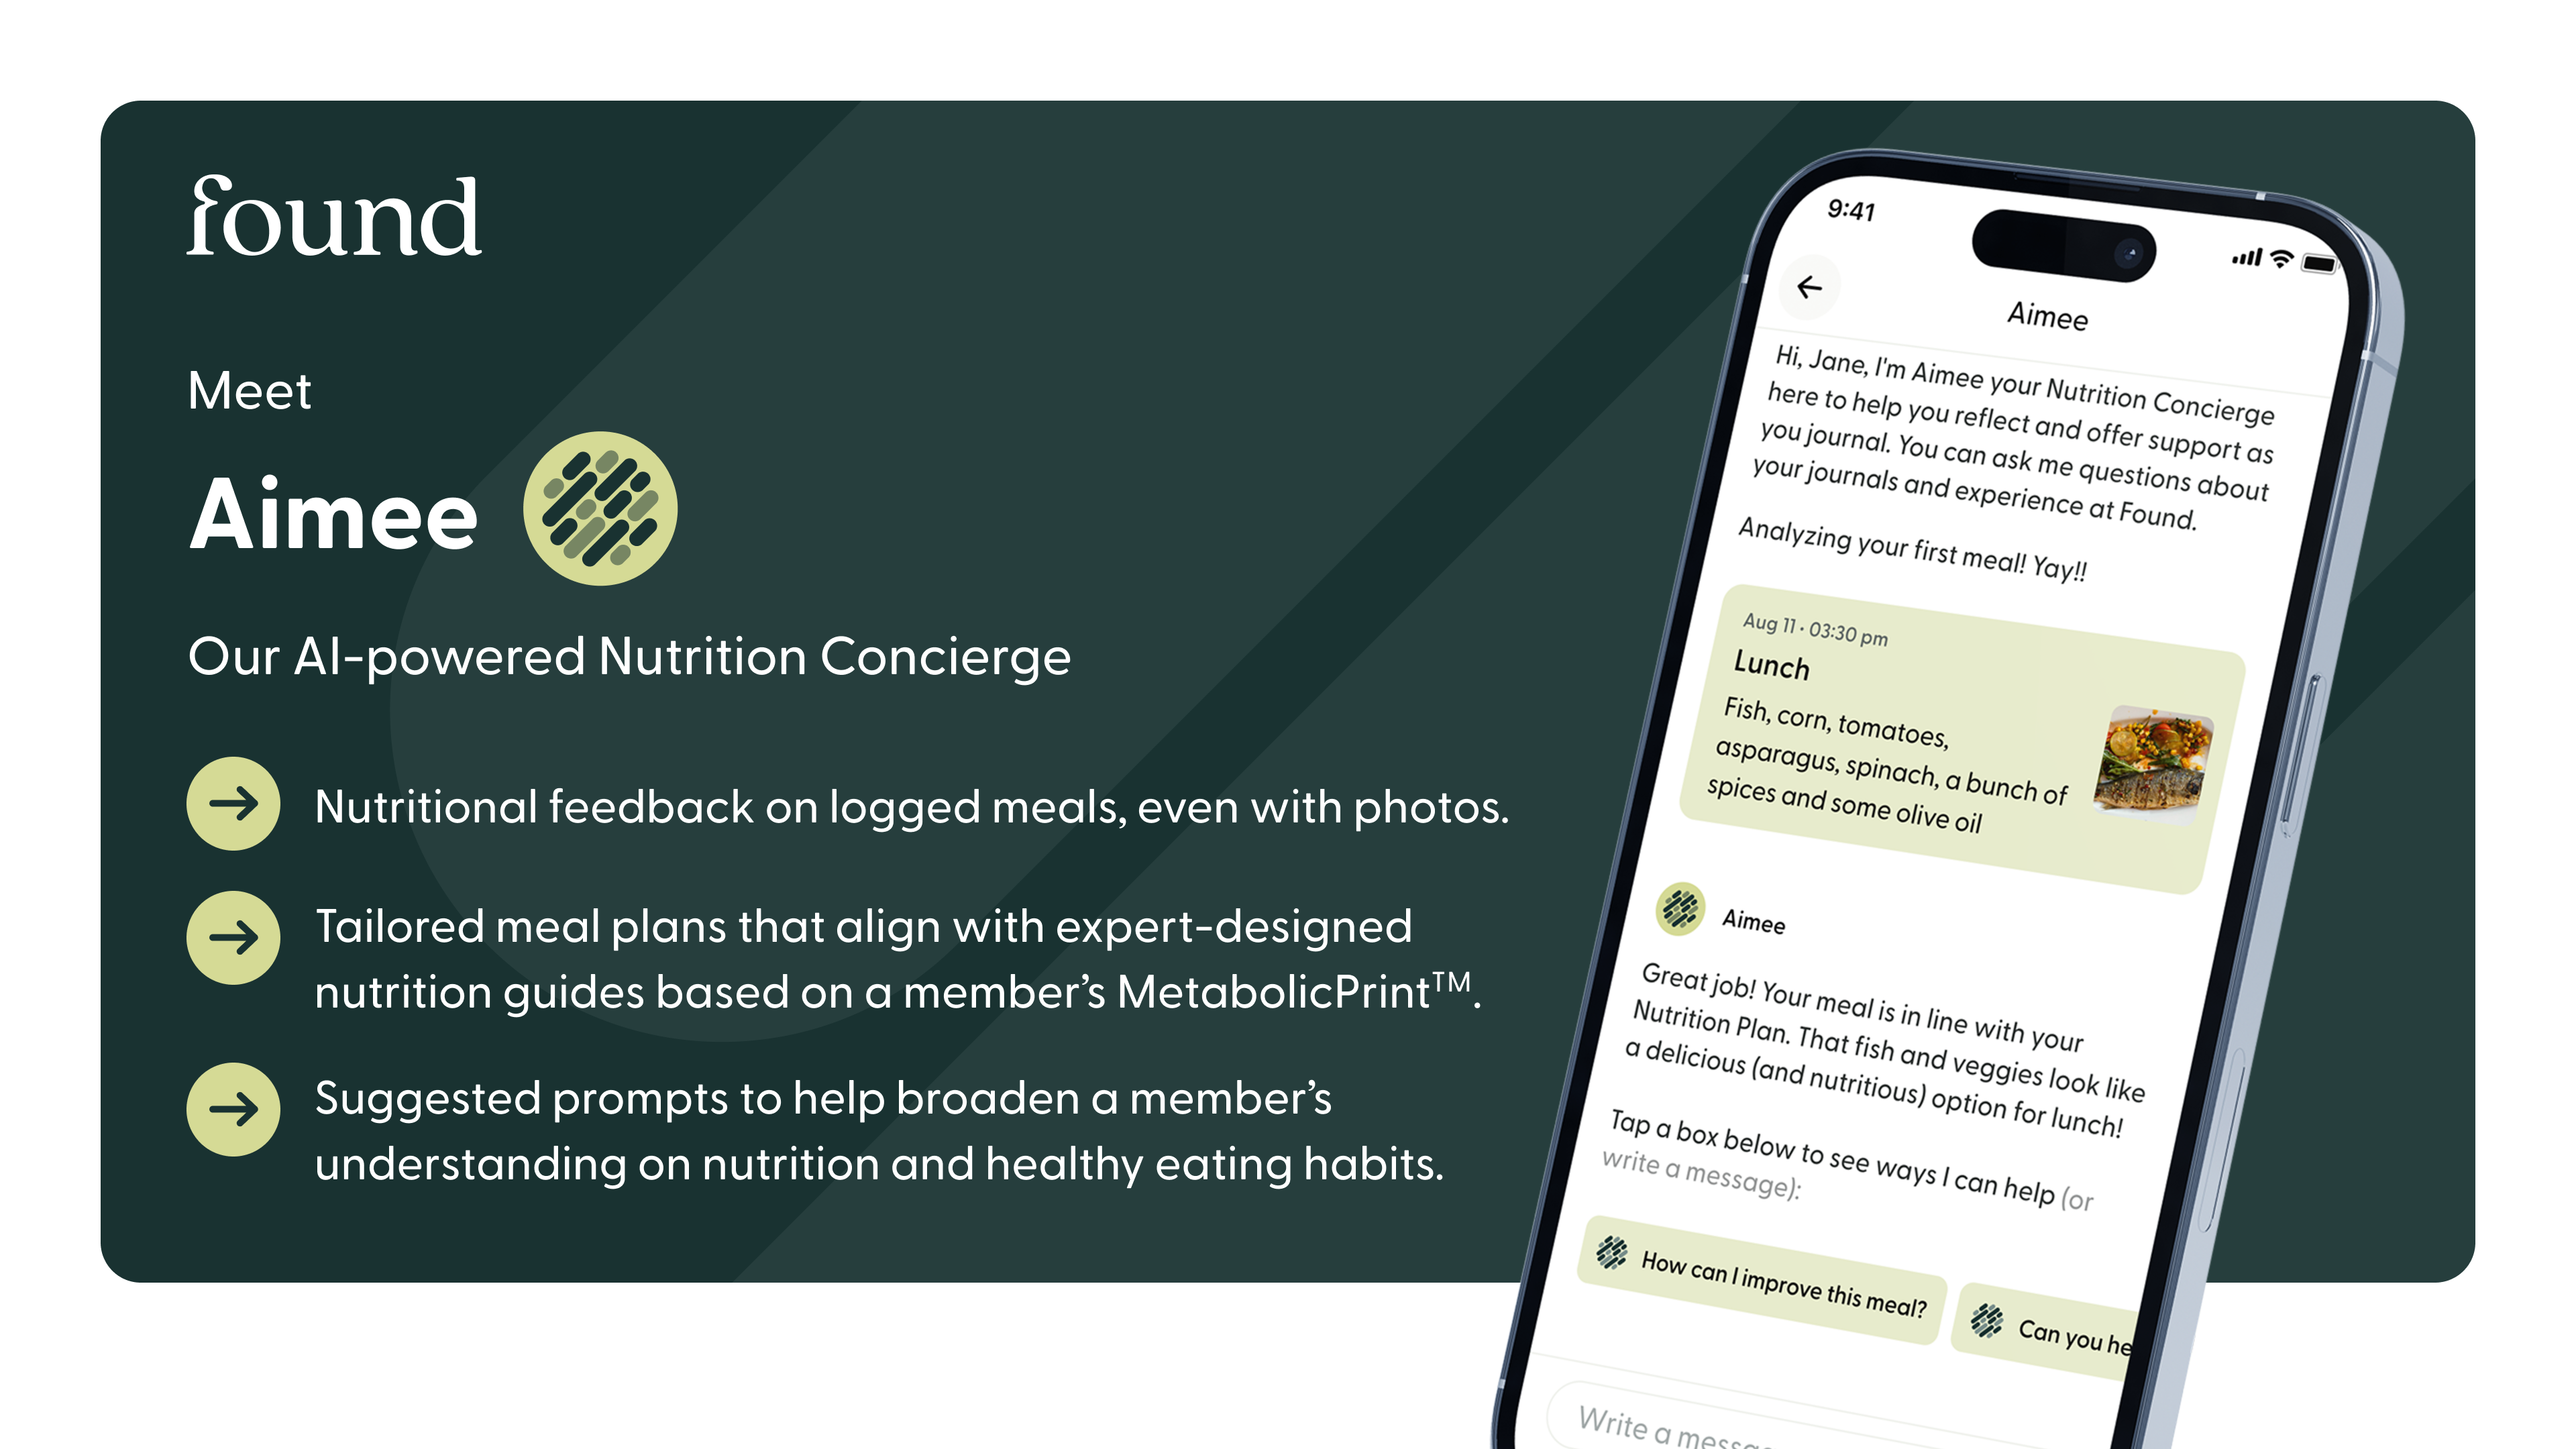 found
Meet
Aimee
Our AI-powered Nutrition Concierge
Nutritional feedback on logged meals, even with photos.
Tailored meal plans that align with expert-designed
nutrition guides based on a member’s MetabolicPrint™.
Suggested prompts to help broaden a member’s
understanding on nutrition and healthy eating habits.
9:41
Aimee
Hi, Jane, I'm Aimee your Nutrition Concierge
here to help you reflect and offer support as
you journal. You can ask me questions about
your journals and experience at Found.
Analyzing your first meal! Yay!!
Aug 11 · 03:30 pm
Lunch
Fish, corn, tomatoes,
asparagus, spinach, a bunch of
spices and some olive oil
Aimee
Great job! Your meal is in line with your
Nutrition Plan. That fish and veggies look like
a delicious (and nutritious) option for lunch!
Tap a box below to see ways I can help (or
write a message):
How can I improve this meal?
Can you he
Write a